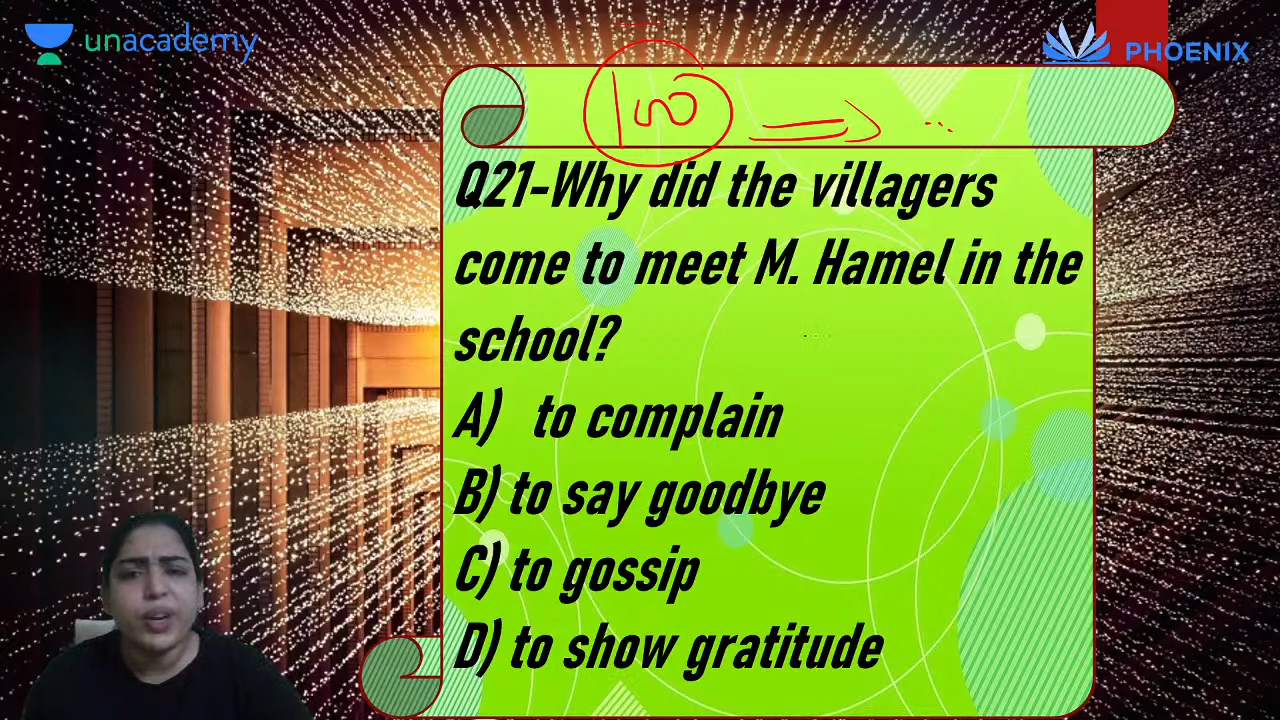 unacademy
PHOENIX
150
Q21-Why did the villagers
come to meet M. Hamel in the
school?
A) to complain
B) to say goodbye
C) to gossip
D) to show gratitude